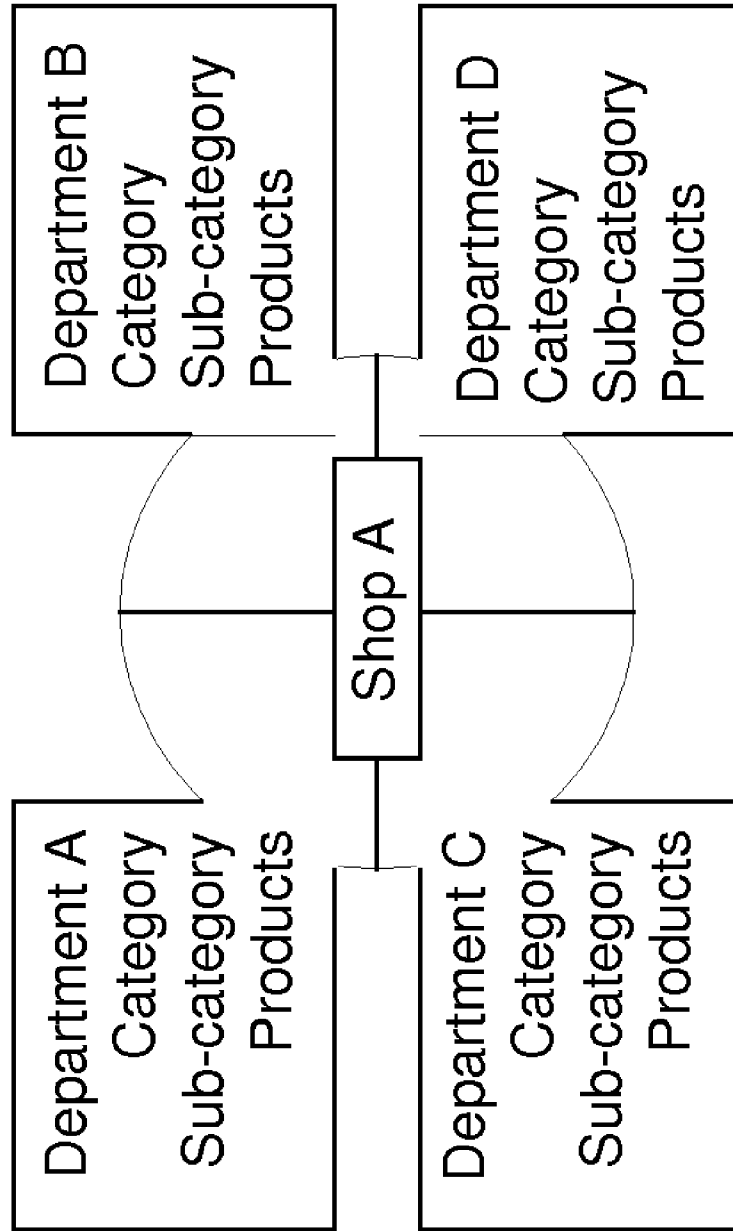 Department A
Category
Sub-category
Products
Department B
Category
Sub-category
Products
Shop A
Department C
Category
Sub-category
Products
Department D
Category
Sub-category
Products